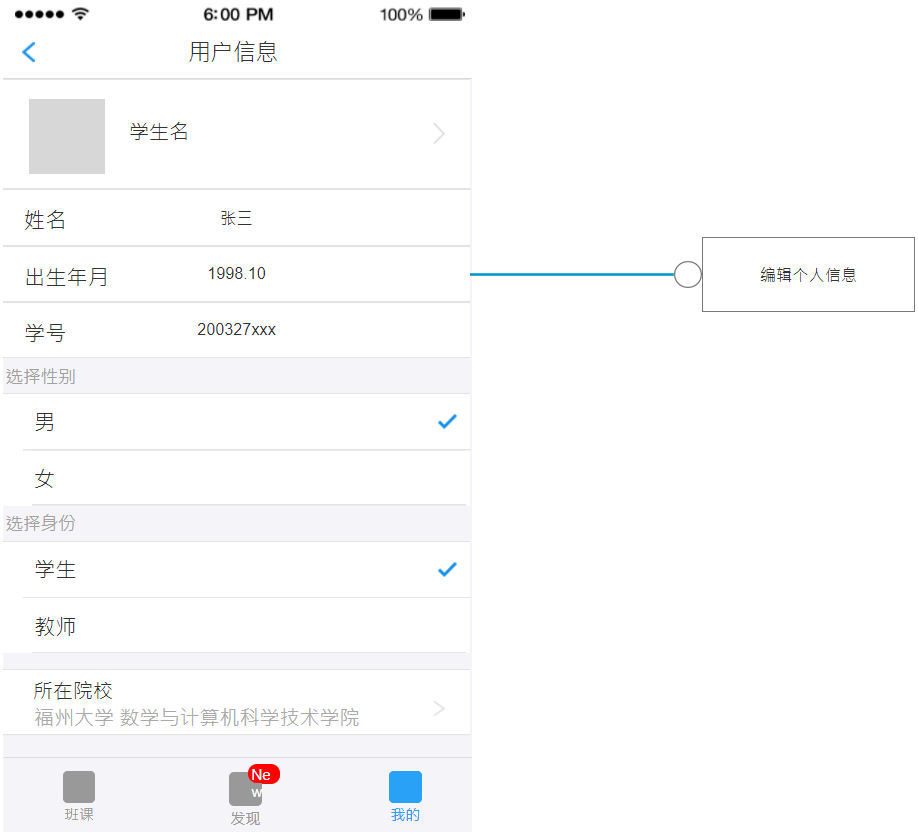 6:00 PM 100%
用户信息
学生名
姓名 张三
出生年月 1998.10
编辑个人信息
学号 200327xxx
选择性别
男
女
选择身份
学生
教师
所在院校
福州大学 数学与计算机科学技术学院
Ne
w
班课 发现 我的